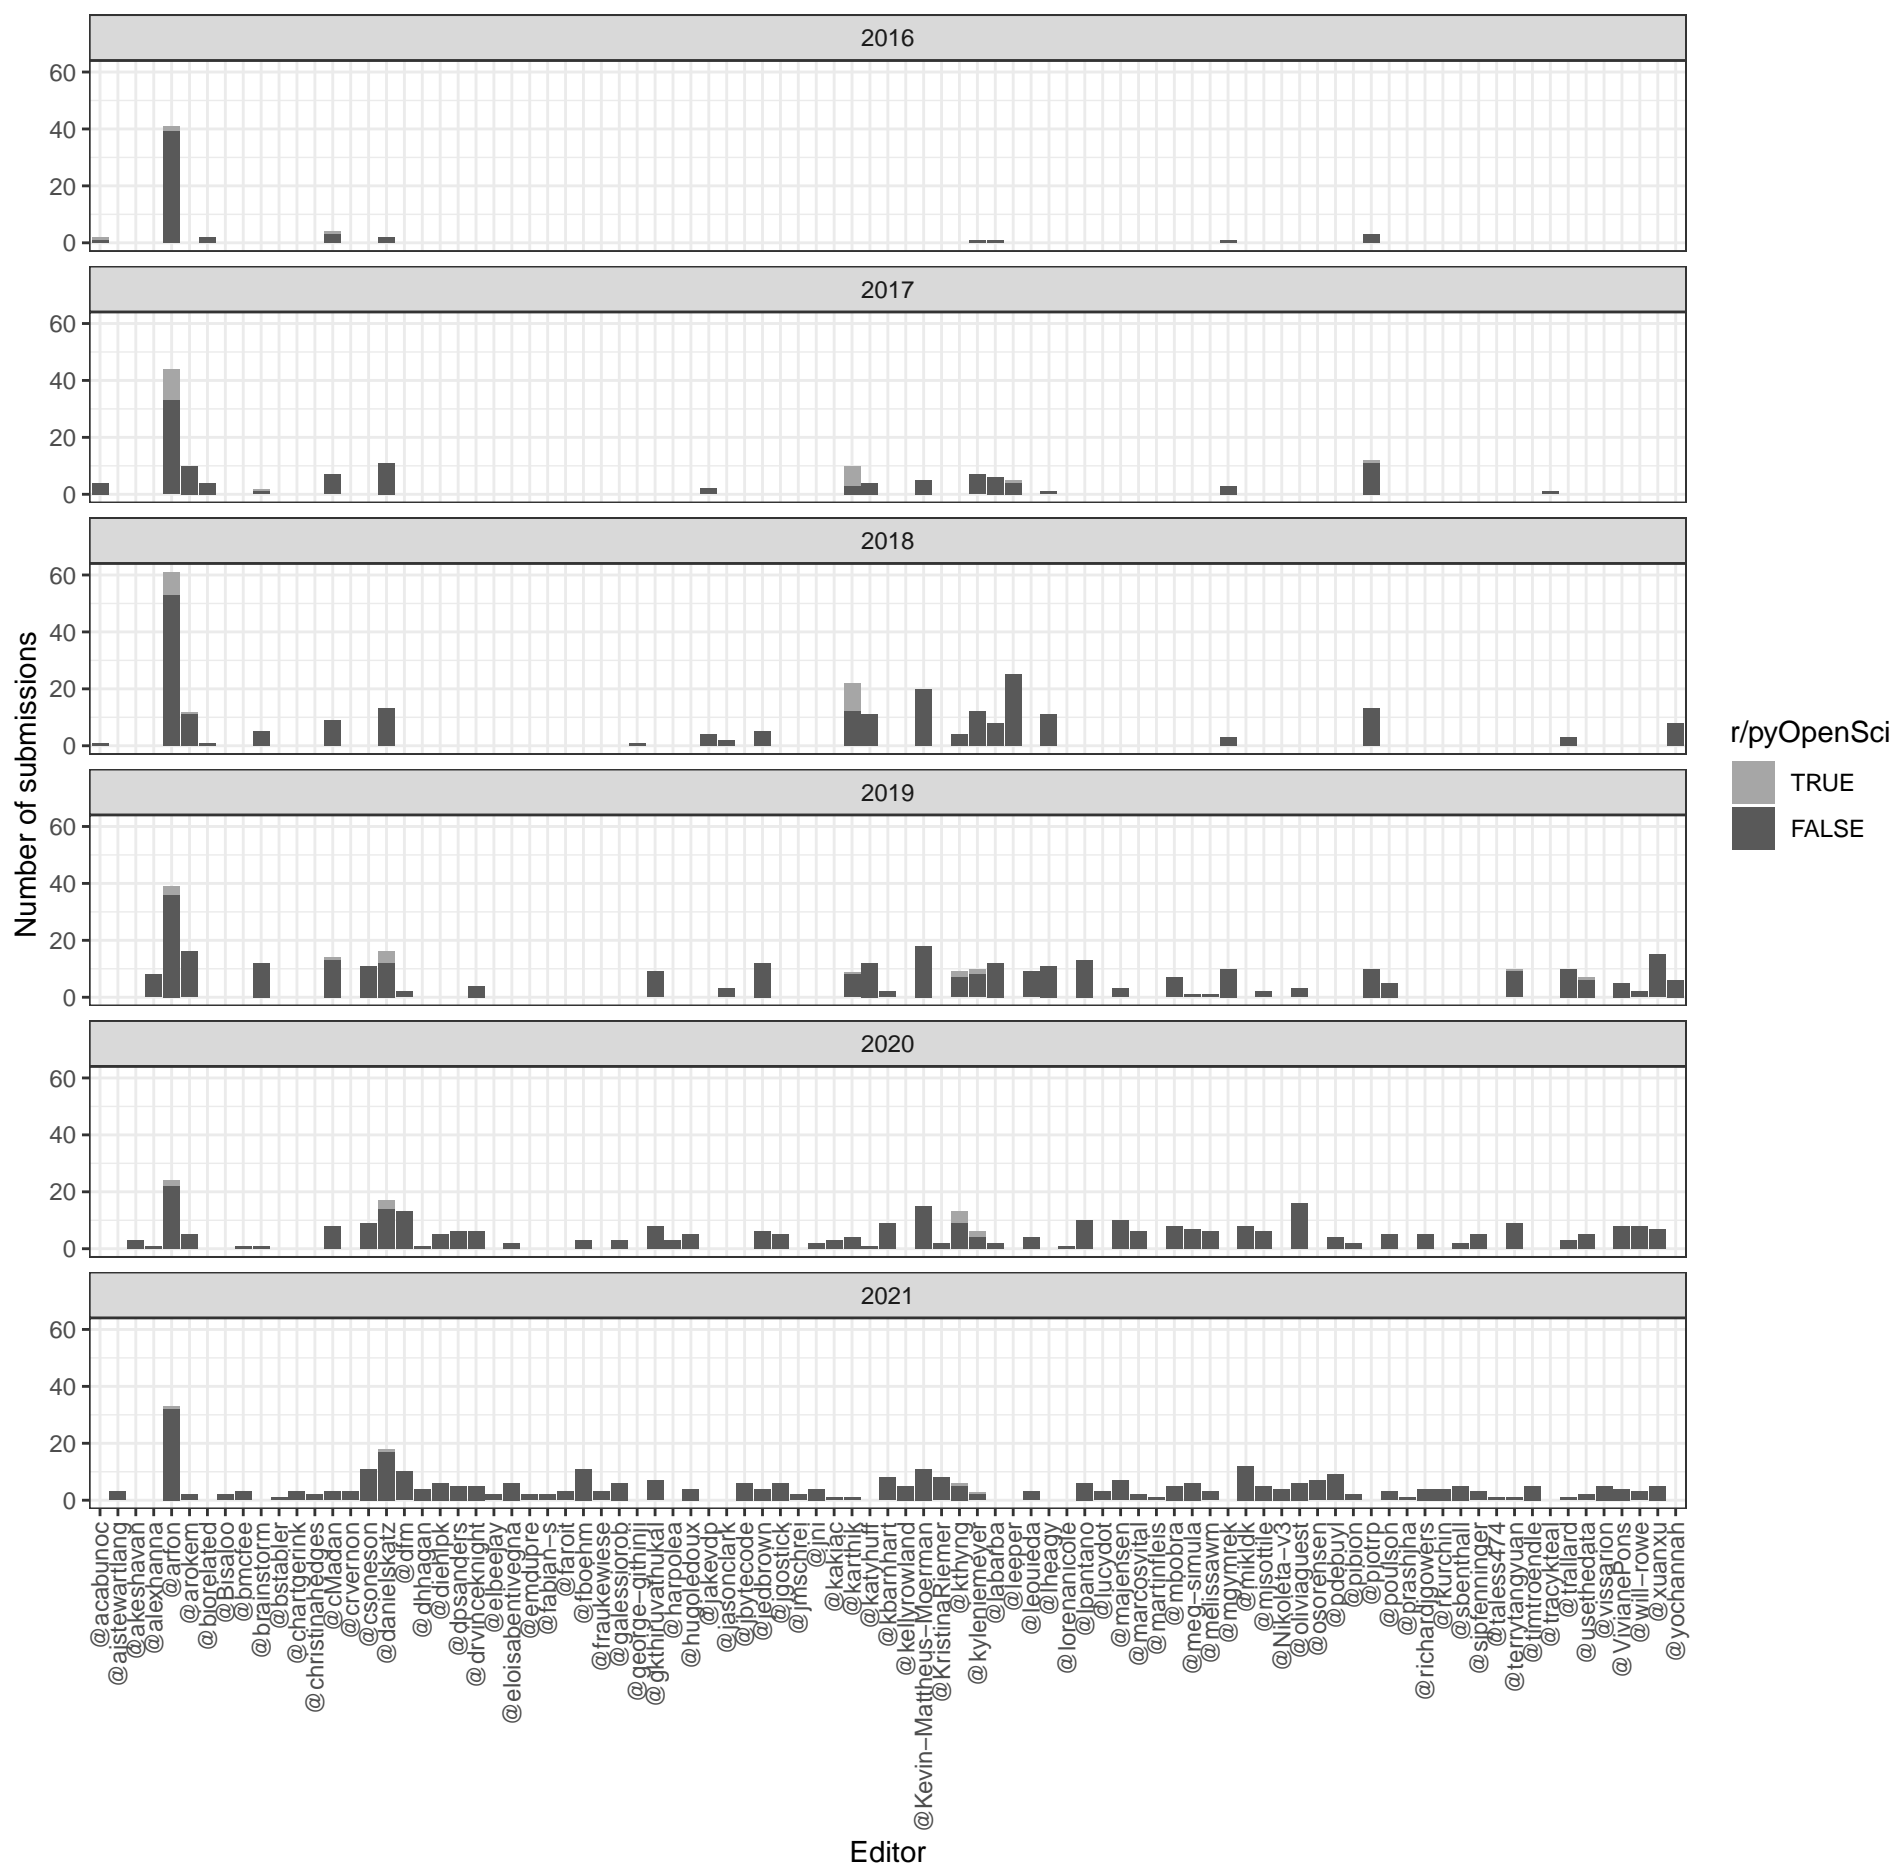 2016
60
40
20
0
2017
60
40
20
0
2018
60
40
20
0
2019
60
40
20
0
2020
60
40
20
0
2021
60
40
20
0
Number of submissions
r/pyOpenSci
TRUE
FALSE
@acabunoc
@ajstewartlang
@akeshavan
@alexhanna
@arfon
@arokem
@biorelated
@Bisaloo
@bmcfee
@brainstorm
@bstabler
@chartgerink
@christinahedges
@cMadan
@crvernon
@csoneson
@danielskatz
@dfm
@dhhagan
@diehlpk
@dpsanders
@drvinceknight
@elbeejay
@eloisabentivegna
@emdupre
@fabian-s
@faroit
@fboehm
@fraukewiese
@galessiorob
@george-githinji
@gkthiruvathukal
@harpolea
@hugoledoux
@jakevdp
@jasonclark
@jbytecode
@jedbrown
@jgostick
@jmschrei
@jni
@kakiac
@karthik
@katyhuff
@kbarnhart
@kellyrowland
@Kevin-Mattheus-Moerman
@KristinaRiemer
@kthyng
@kyleniemeyer
@labarba
@leeper
@leouieda
@lheagy
@lorenanicole
@lpantano
@lucydot
@majensen
@marcosvital
@martinfleis
@mbobra
@meg-simula
@melissawm
@mgymrek
@mikldk
@mjsottile
@Nikoleta-v3
@oliviaguest
@osorensen
@pdebuyl
@pibion
@pjotrp
@poulson
@prashjha
@richardjgowers
@rkurchin
@sbenthall
@sjpfenninger
@taless474
@terrytangyuan
@timtroendle
@tracykteal
@trallard
@usethedata
@vissarion
@VivianePons
@will-rowe
@xuanxu
@yochannah
Editor